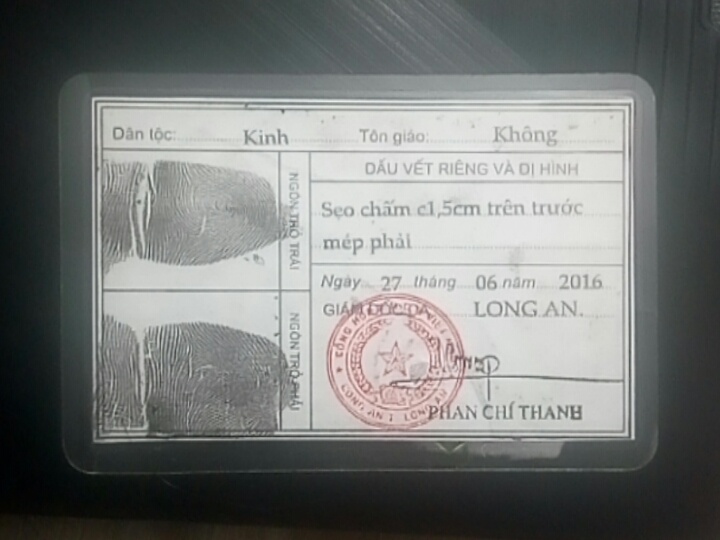 Dân tộc: Kinh Tôn giáo: Không
NGÓN TRỎ TRÁI
DẤU VẾT RIÊNG VÀ DỊ HÌNH
Sẹo chấm c1,5cm trên trước
mép phải
Ngày 27 tháng 06 năm 2016
GIÁM ĐỐC CA LONG AN.
NGÓN TRỎ PHẢI
LONG AN
PHAN CHÍ THANH